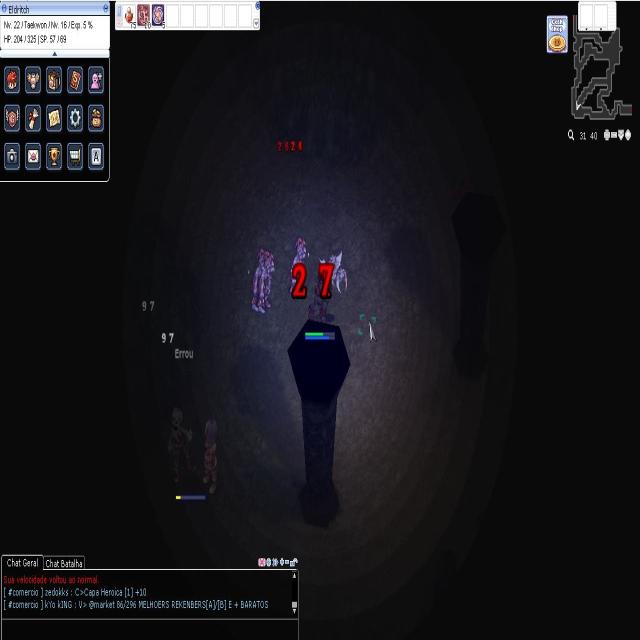 Eldritch
Nv. 22 / Taekwon / Nv. 16 / Exp. 5 %
HP. 204 / 325 | SP. 57 / 69
A
31 40
27
97
97
Errou
Chat Geral
Chat Batalha
Sua velocidade voltou ao normal.
[ #comercio ] zedokks : C>Capa Heroica [1] +10
[ #comercio ] kYo kING : V> @market 86/296 MELHOERS REKENBERS[A]/[B] E + BARATOS